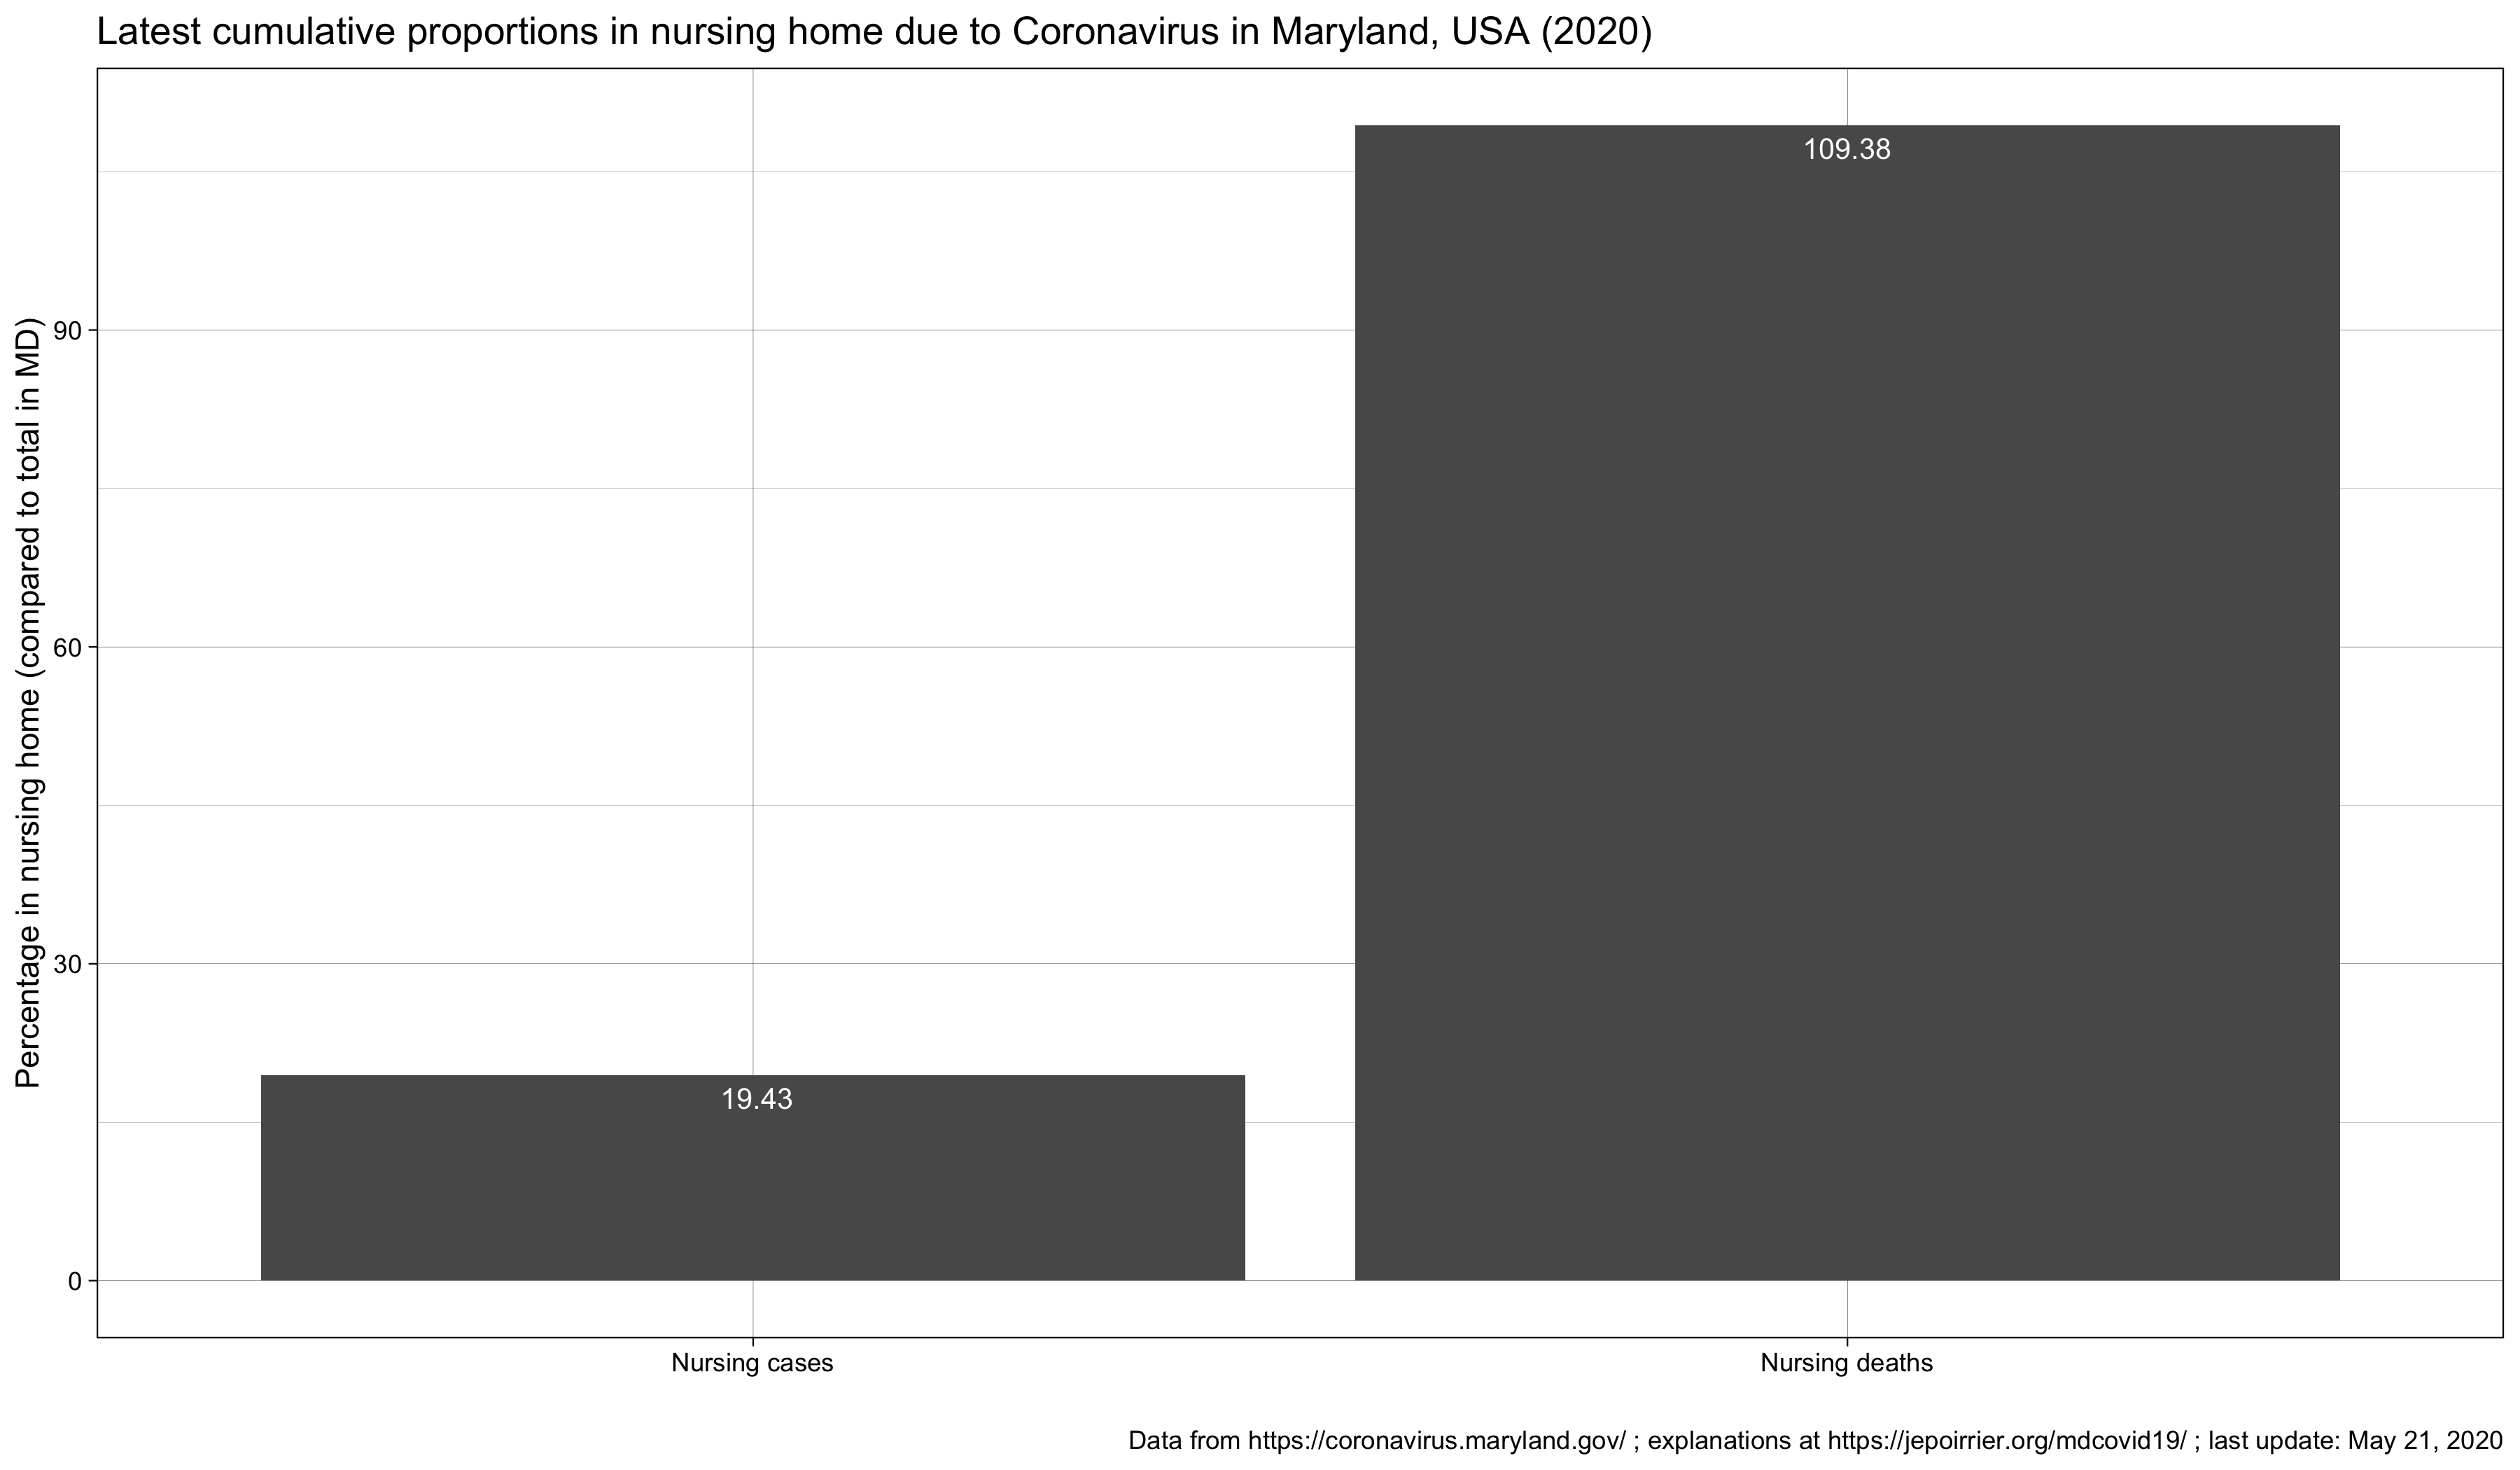 Latest cumulative proportions in nursing home due to Coronavirus in Maryland, USA (2020)
Percentage in nursing home (compared to total in MD)
90
60
30
0
109.38
19.43
Nursing cases
Nursing deaths
Data from https://coronavirus.maryland.gov/ ; explanations at https://jepoirrier.org/mdcovid19/ ; last update: May 21, 2020